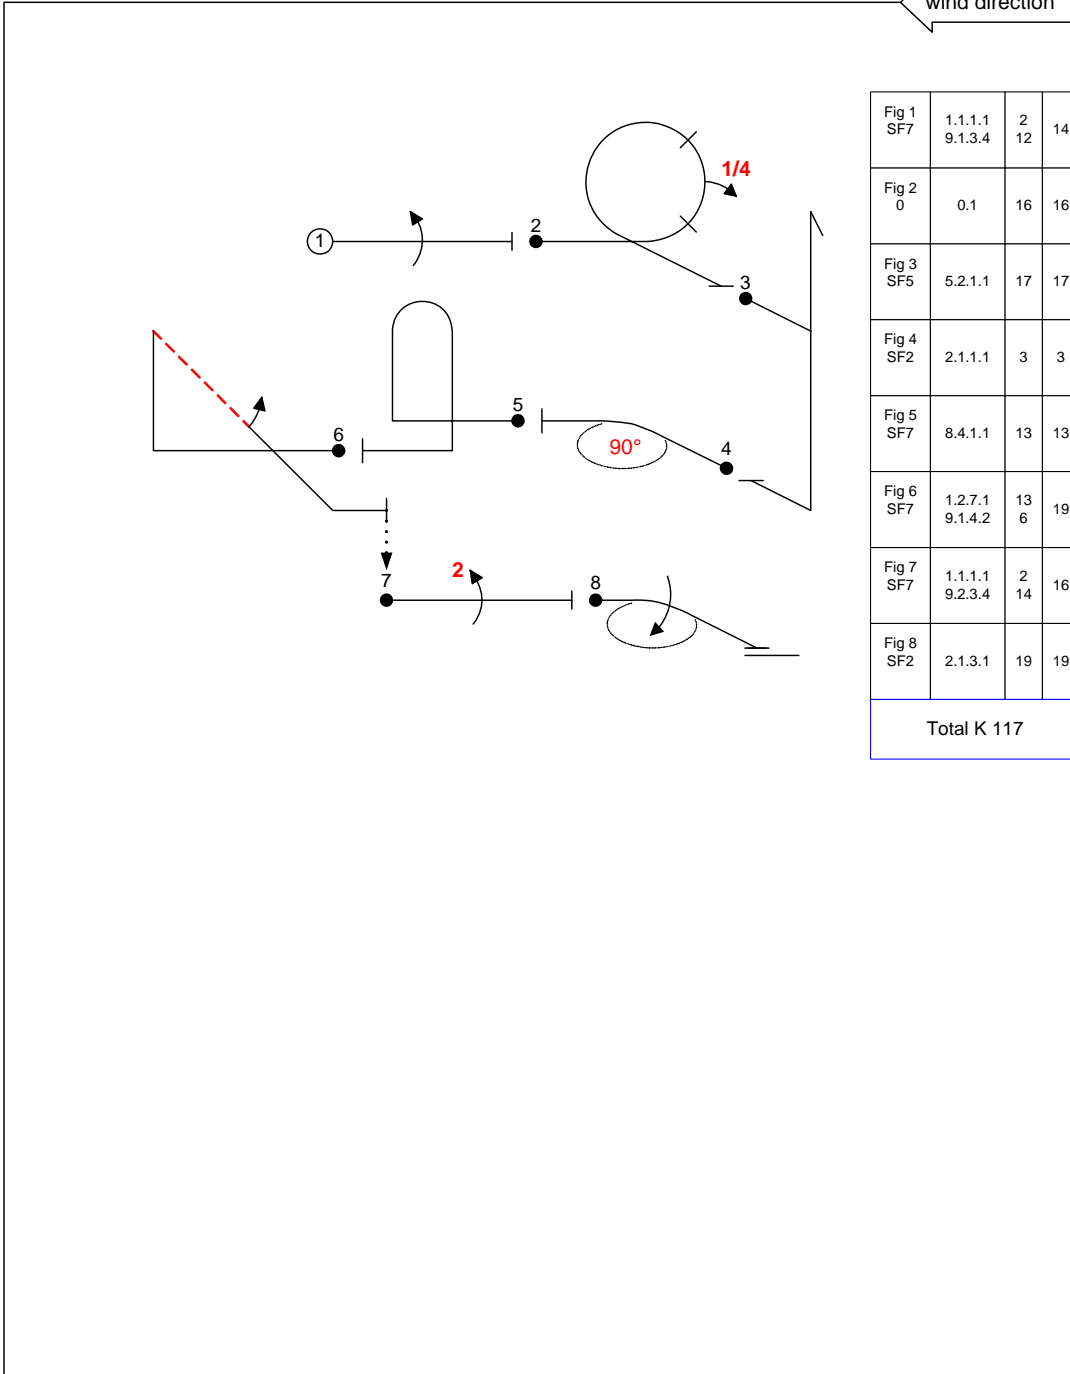 wind direction
1/4
1
2
3
5
90°
4
6
7
2
8
Fig 1
SF7
1.1.1.1
9.1.3.4
2
12
14
Fig 2
0
0.1
16
16
Fig 3
SF5
5.2.1.1
17
17
Fig 4
SF2
2.1.1.1
3
3
Fig 5
SF7
8.4.1.1
13
13
Fig 6
SF7
1.2.7.1
9.1.4.2
13
6
19
Fig 7
SF7
1.1.1.1
9.2.3.4
2
14
16
Fig 8
SF2
2.1.3.1
19
19
Total K 117